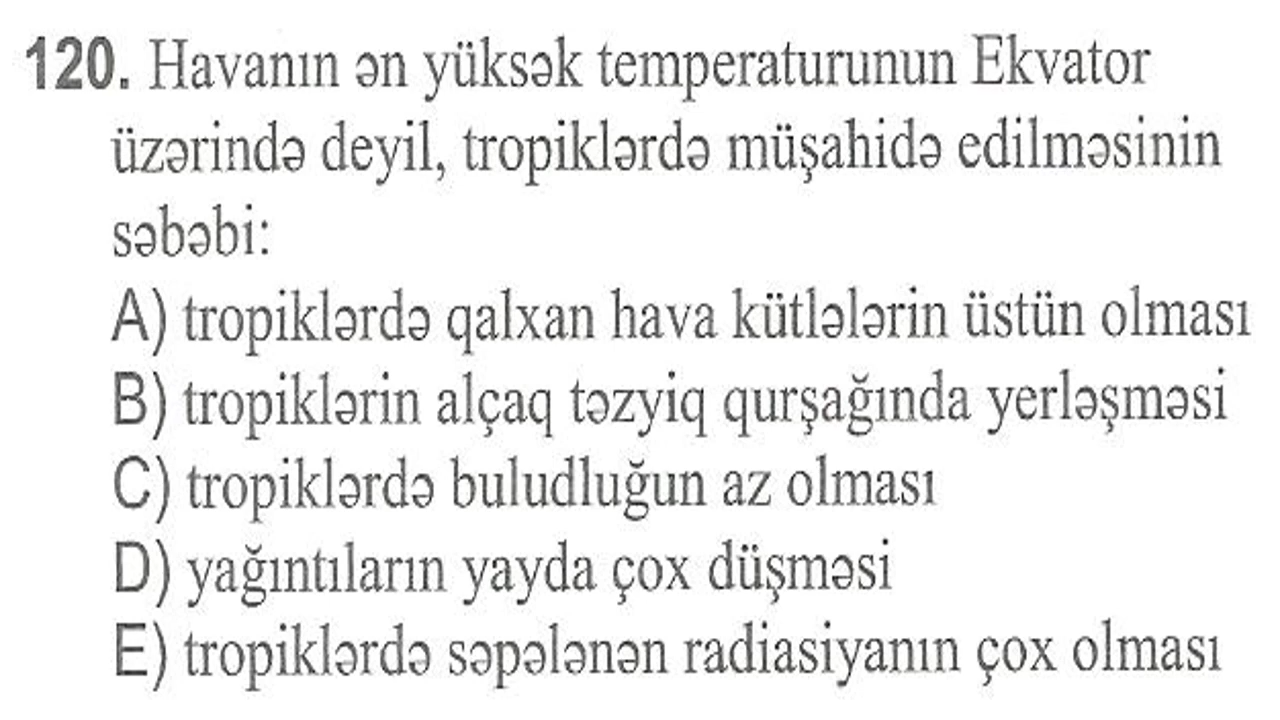 120. Havanın ən yüksək temperaturunun Ekvator
üzərində deyil, tropiklərdə müşahidə edilməsinin
səbəbi:
A) tropiklərdə qalxan hava kütlələrin üstün olması
B) tropiklərin alçaq təzyiq qurşağında yerləşməsi
C) tropiklərdə buludluğun az olması
D) yağıntıların yayda çox düşməsi
E) tropiklərdə səpələnən radiasiyanın çox olması